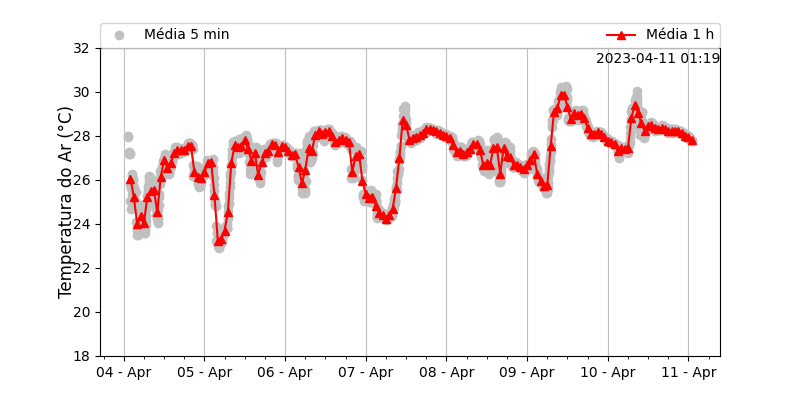 Média 5 min
Média 1 h
2023-04-11 01:19
Temperatura do Ar (°C)
32
30
28
26
24
22
20
18
04 - Apr
05 - Apr
06 - Apr
07 - Apr
08 - Apr
09 - Apr
10 - Apr
11 - Apr